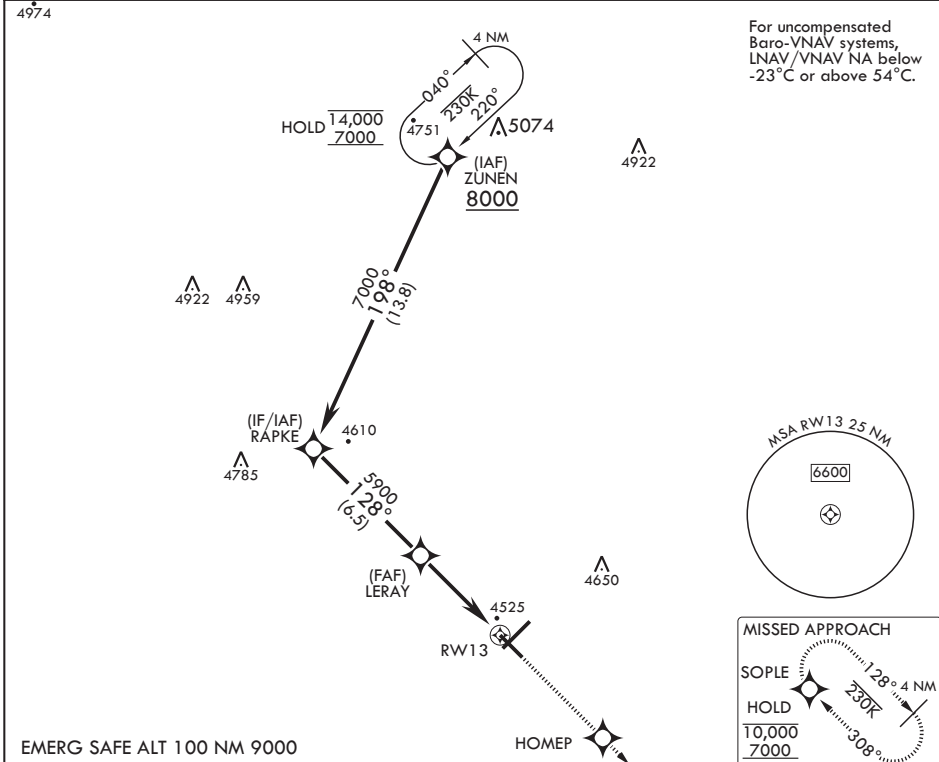 4974
For uncompensated
Baro-VNAV systems,
LNAV/VNAV NA below
-23°C or above 54°C.
4 NM
040°
230K
220°
HOLD 14,000
7000
4751
5074
4922
(IAF)
ZUNEN
8000
4922
4959
7000
198°
(13.8)
(IF/IAF)
RAPKE
4610
4785
5900
128°
(6.5)
MSA RW13 25 NM
6600
(FAF)
LERAY
4650
4525
RW13
MISSED APPROACH
SOPLE
128°
4 NM
230K
HOLD
10,000
7000
308°
HOMEP
EMERG SAFE ALT 100 NM 9000